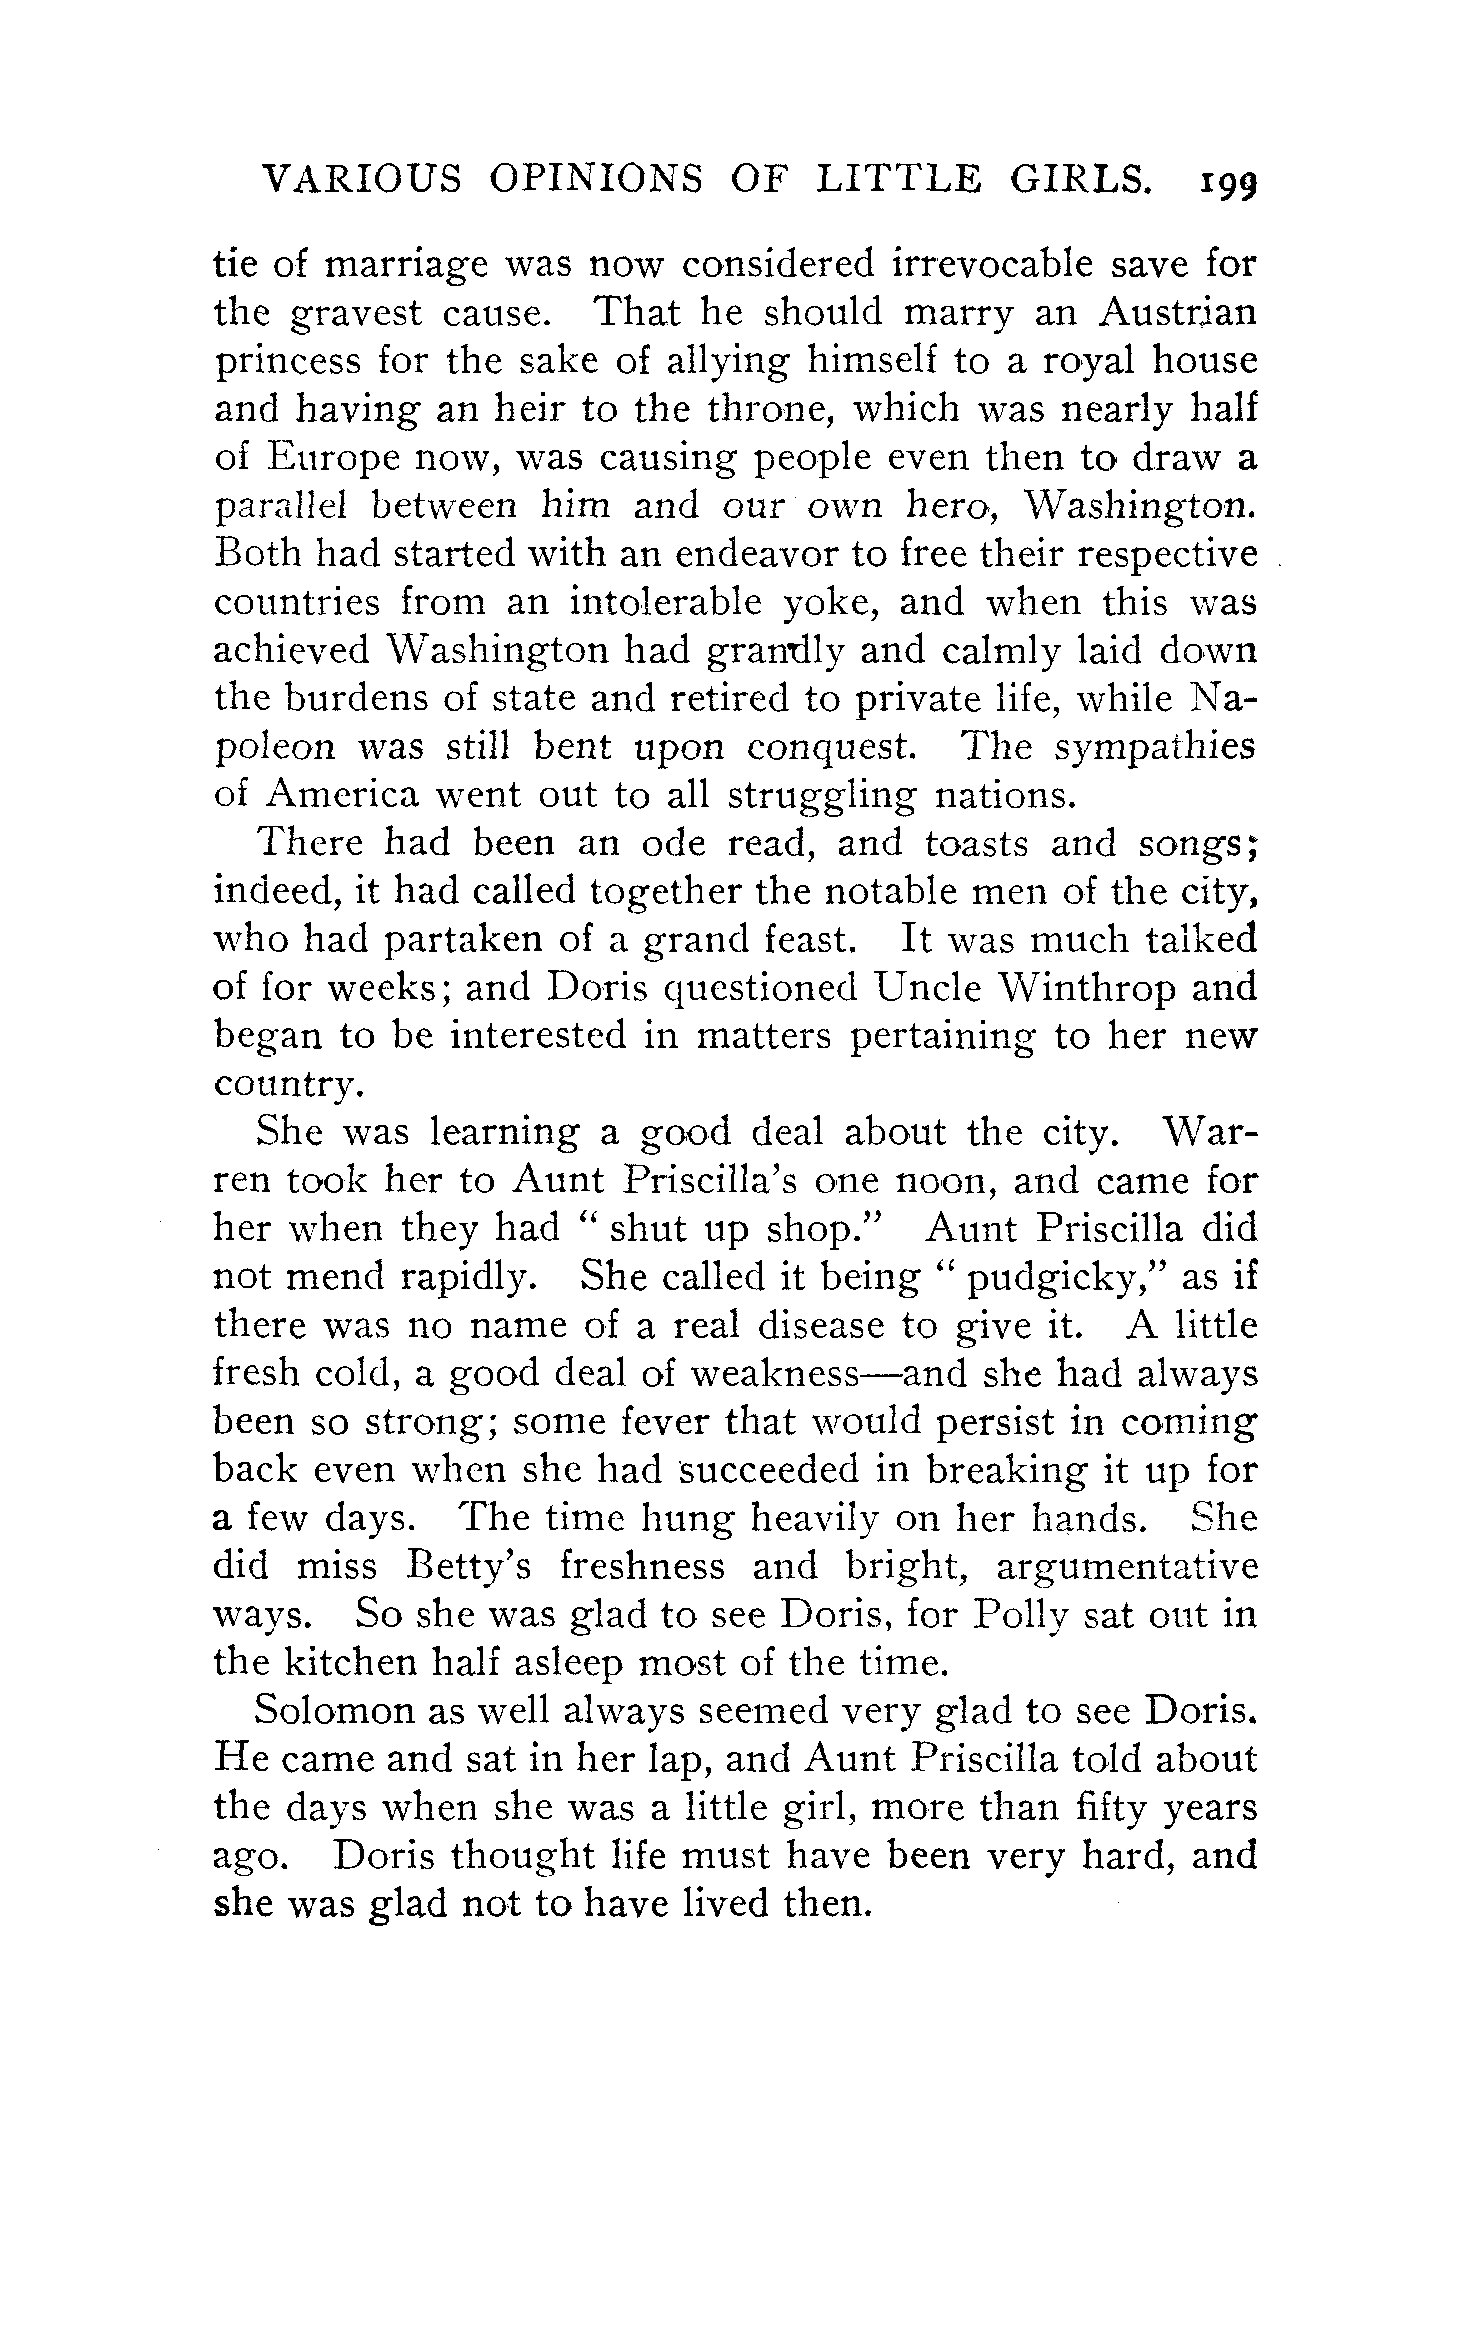 VARIOUS OPINIONS OF LITTLE GIRLS. 199
tie of marriage was now considered irrevocable save for
the gravest cause. That he should marry an Austrian
princess for the sake of allying himself to a royal house
and having an heir to the throne, which was nearly half
of Europe now, was causing people even then to draw a
parallel between him and our own hero, Washington.
Both had started with an endeavor to free their respective
countries from an intolerable yoke, and when this was
achieved Washington had grandly and calmly laid down
the burdens of state and retired to private life, while Na-
poleon was still bent upon conquest. The sympathies
of America went out to all struggling nations.
There had been an ode read, and toasts and songs;
indeed, it had called together the notable men of the city,
who had partaken of a grand feast. It was much talked
of for weeks; and Doris questioned Uncle Winthrop and
began to be interested in matters pertaining to her new
country.
She was learning a good deal about the city. War-
ren took her to Aunt Priscilla's one noon, and came for
her when they had “ shut up shop.” Aunt Priscilla did
not mend rapidly. She called it being “ pudgicky,” as if
there was no name of a real disease to give it. A little
fresh cold, a good deal of weakness—and she had always
been so strong; some fever that would persist in coming
back even when she had succeeded in breaking it up for
a few days. The time hung heavily on her hands. She
did miss Betty's freshness and bright, argumentative
ways. So she was glad to see Doris, for Polly sat out in
the kitchen half asleep most of the time.
Solomon as well always seemed very glad to see Doris.
He came and sat in her lap, and Aunt Priscilla told about
the days when she was a little girl, more than fifty years
ago. Doris thought life must have been very hard, and
she was glad not to have lived then.